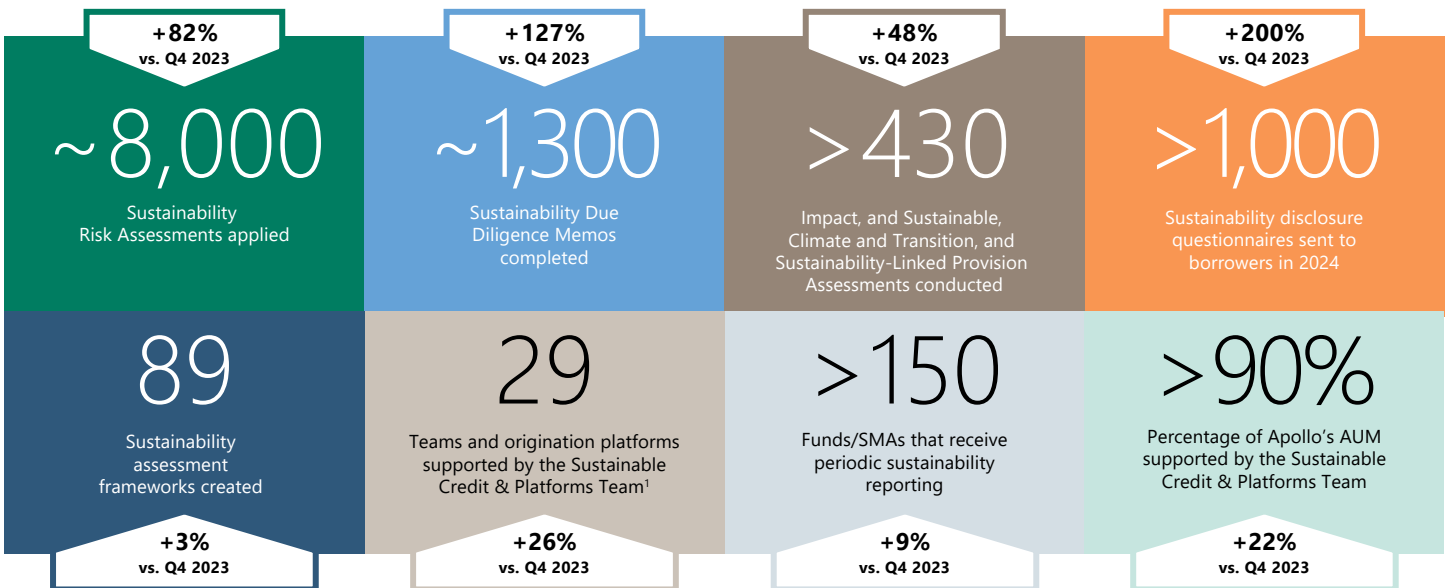 +82%
vs. Q4 2023
~8,000
Sustainability
Risk Assessments applied
+127%
vs. Q4 2023
~1,300
Sustainability Due
Diligence Memos
completed
+48%
vs. Q4 2023
>430
Impact, and Sustainable,
Climate and Transition, and
Sustainability-Linked Provision
Assessments conducted
+200%
vs. Q4 2023
>1,000
Sustainability disclosure
questionnaires sent to
borrowers in 2024
89
Sustainability
assessment
frameworks created
+3%
vs. Q4 2023
29
Teams and origination platforms
supported by the Sustainable
Credit & Platforms Team¹
+26%
vs. Q4 2023
>150
Funds/SMAs that receive
periodic sustainability
reporting
+9%
vs. Q4 2023
>90%
Percentage of Apollo's AUM
supported by the Sustainable
Credit & Platforms Team
+22%
vs. Q4 2023